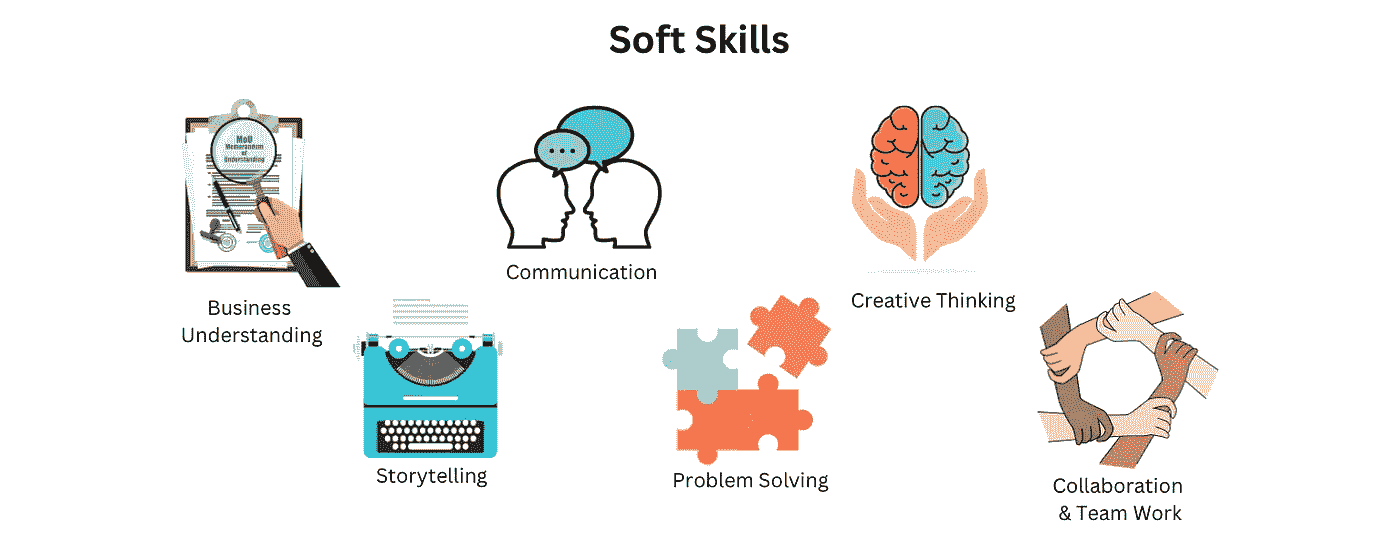 Soft Skills
MoU
Memorandum
of
Understanding
Business
Understanding
Communication
Creative Thinking
Storytelling
Problem Solving
Collaboration
& Team Work